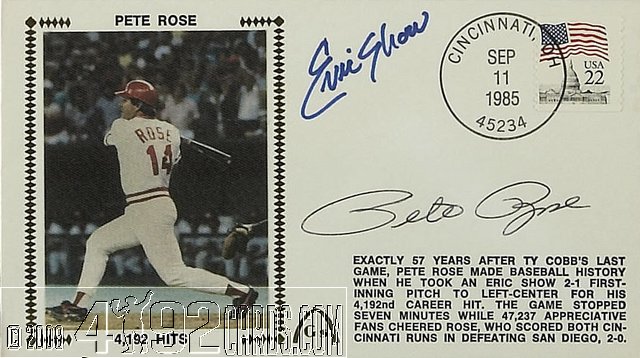 PETE ROSE
ROSE
14
4,192 HITS
Eric Show
CINCINNATI, OH
SEP
11
1985
45234
USA
22
Pete Rose
EXACTLY 57 YEARS AFTER TY COBB'S LAST
GAME, PETE ROSE MADE BASEBALL HISTORY
WHEN HE TOOK AN ERIC SHOW 2-1 FIRST-
INNING PITCH TO LEFT-CENTER FOR HIS
4,192nd CAREER HIT. THE GAME STOPPED
SEVEN MINUTES WHILE 47,237 APPRECIATIVE
FANS CHEERED ROSE, WHO SCORED BOTH CIN-
CINNATI RUNS IN DEFEATING SAN DIEGO, 2-0.
4,192CARDS.COM